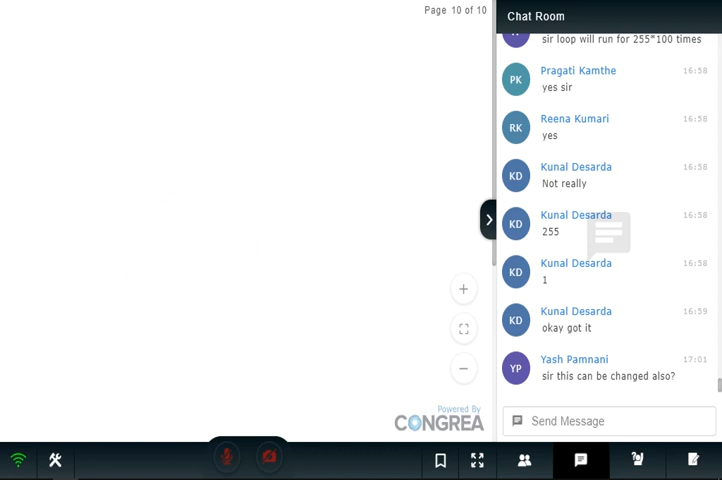 Page 10 of 10
Chat Room
sir loop will run for 255*100 times
PK
Pragati Kamthe
16:58
yes sir
RK
Reena Kumari
16:58
yes
KD
Kunal Desarda
16:58
Not really
KD
Kunal Desarda
16:58
255
KD
Kunal Desarda
16:58
1
KD
Kunal Desarda
16:59
okay got it
YP
Yash Pamnani
17:01
sir this can be changed also?
Powered By
CONGREA
Send Message